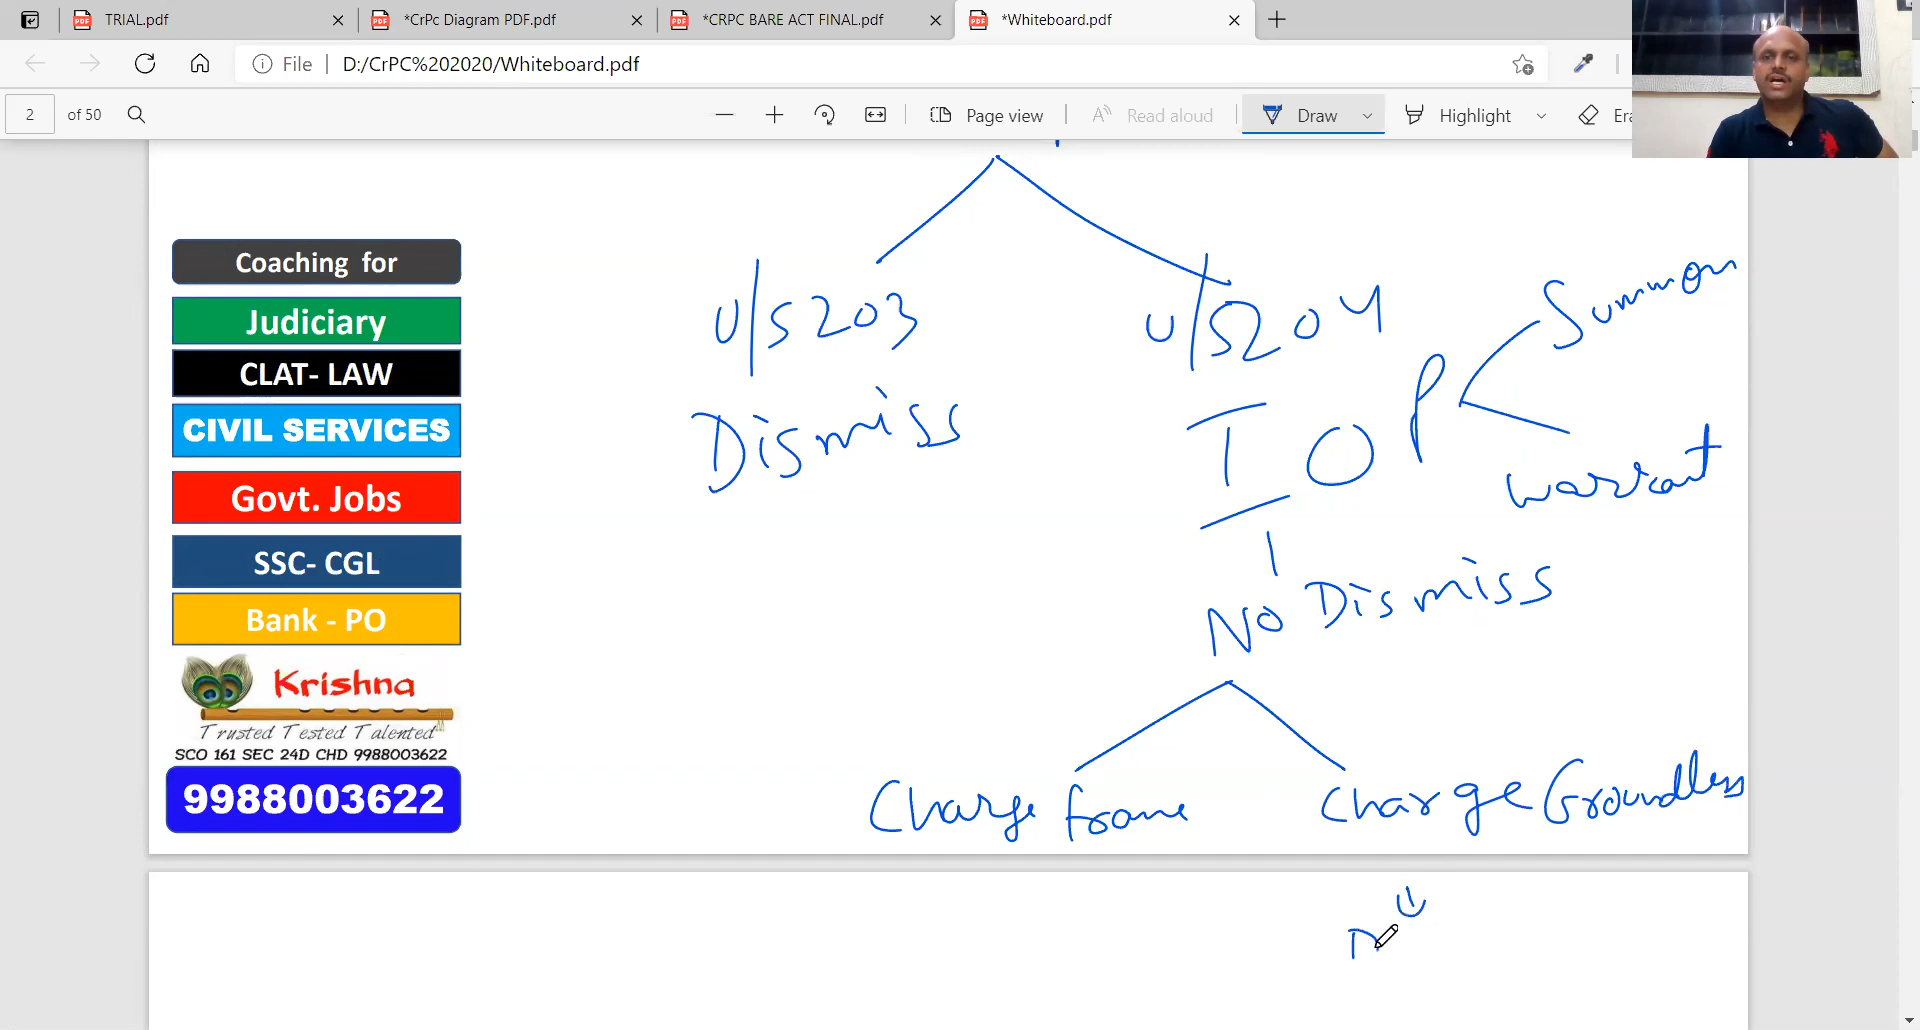 TRIAL.pdf
*CrPc Diagram PDF.pdf
*CRPC BARE ACT FINAL.pdf
*Whiteboard.pdf
File
D:/CrPC%202020/Whiteboard.pdf
2 of 50
Page view
Read aloud
Draw
Highlight
Era
Coaching for
Judiciary
CLAT- LAW
CIVIL SERVICES
Govt. Jobs
SSC- CGL
Bank - PO
Krishna
Trusted Tested Talented
SCO 161 SEC 24D CHD 9988003622
9988003622
U/S 203
U/S 204
Summon
Dismiss
I O P
warrant
No Dismiss
Charge frame
Charge Groundless